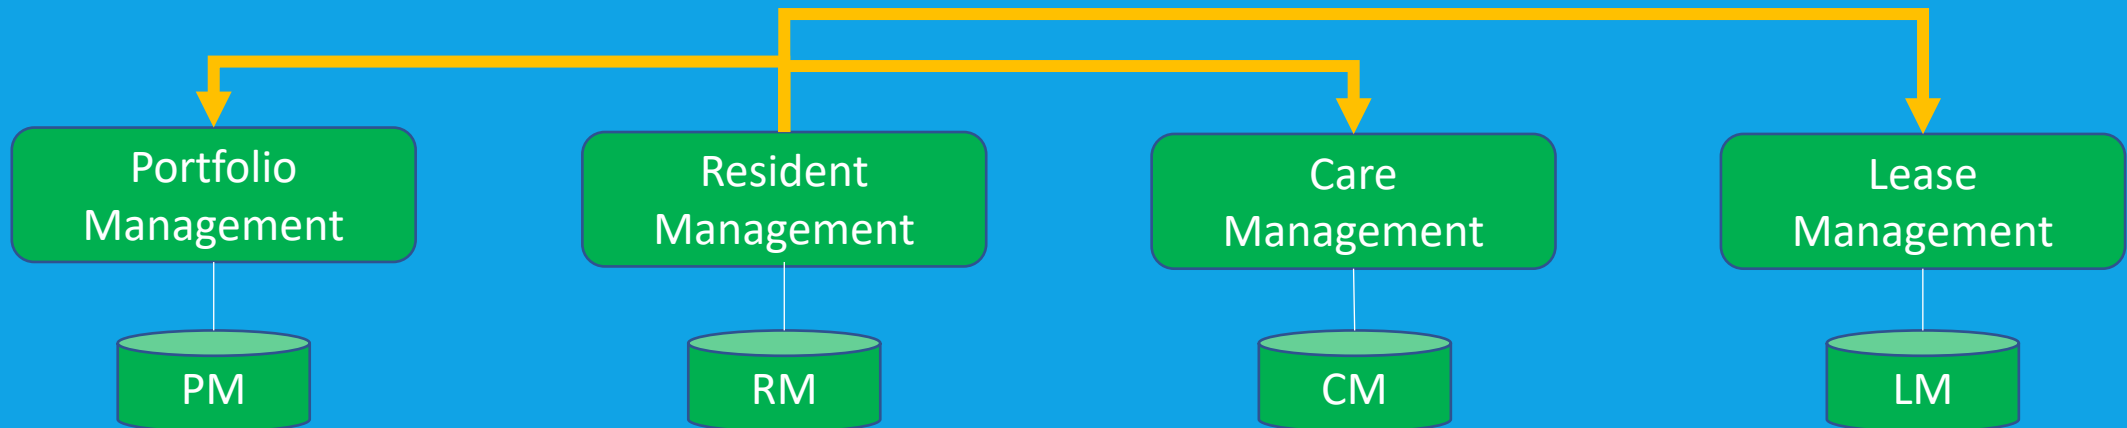 Portfolio
Management
Resident
Management
Care
Management
Lease
Management
PM
RM
CM
LM